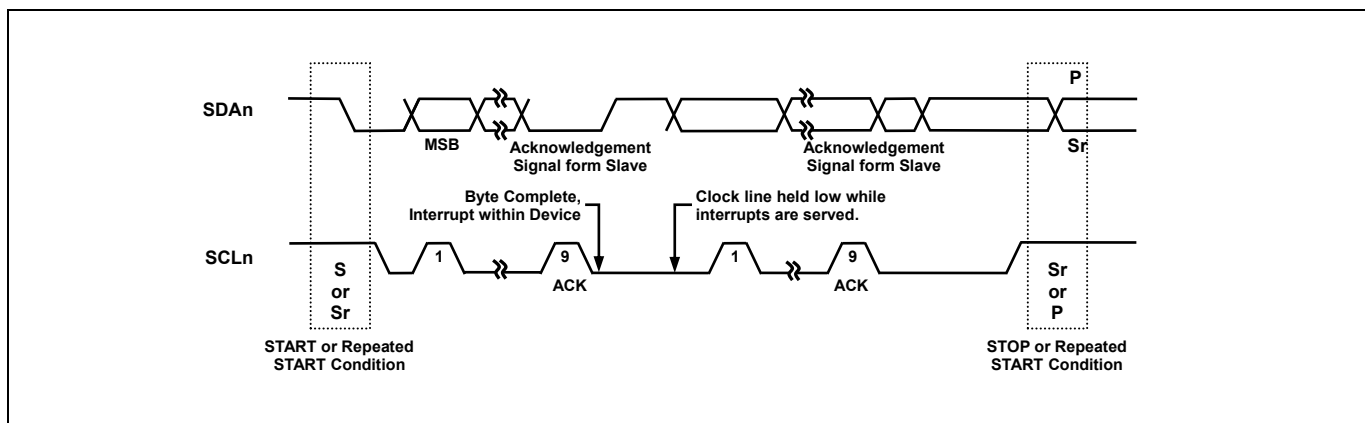 P
SDAn
MSB
Acknowledgement
Signal form Slave
Acknowledgement
Signal form Slave
Sr
Byte Complete,
Interrupt within Device
Clock line held low while
interrupts are served.
SCLn
1
9
1
9
ACK
ACK
S
or
Sr
Sr
or
P
START or Repeated
START Condition
STOP or Repeated
START Condition